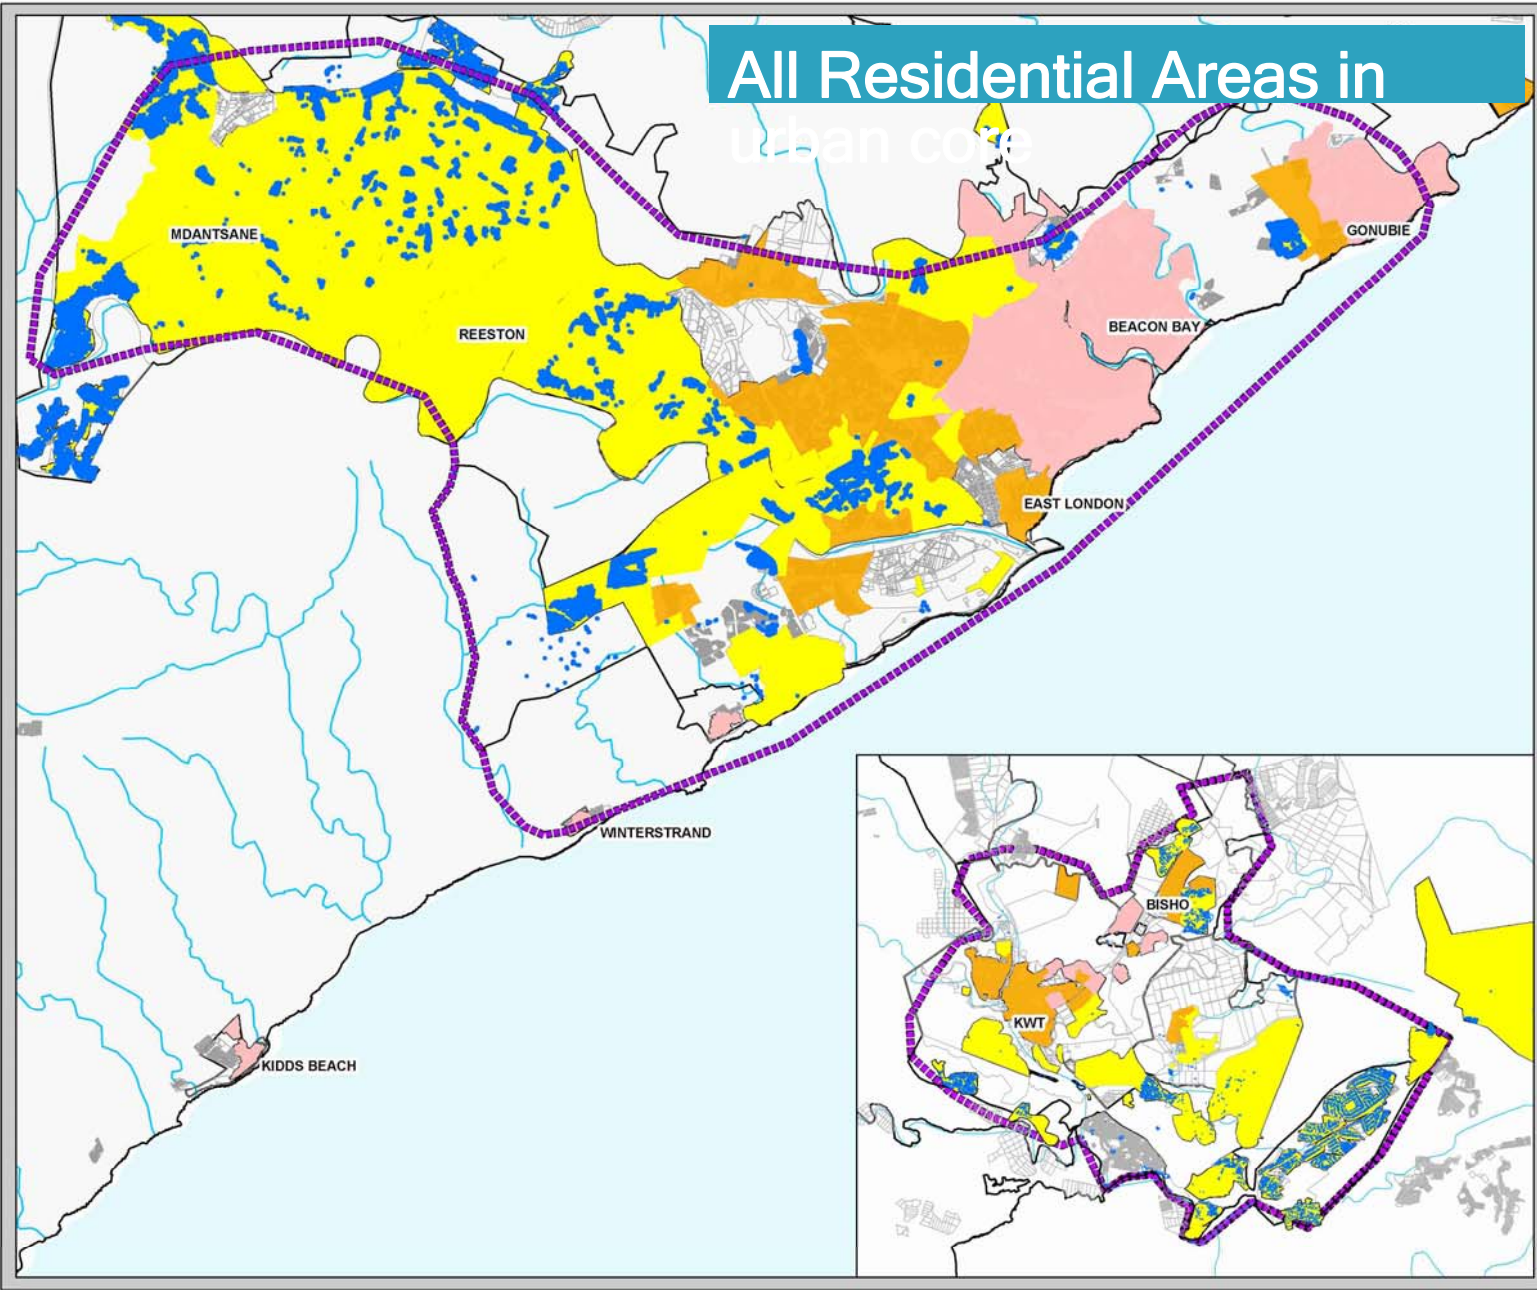 All Residential Areas in
urban core
MDANTSANE
GONUBIE
REESTON
BEACON BAY
EAST LONDON
WINTERSTRAND
BISHO
KWT
KIDDS BEACH